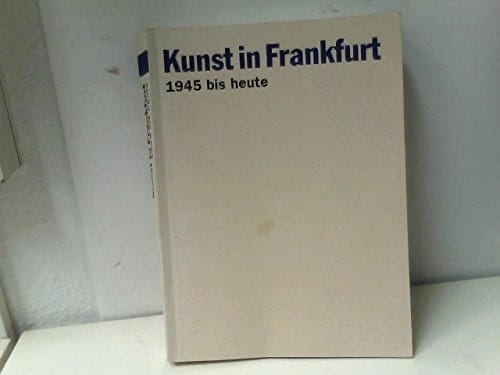 Kunst in Frankfurt
1945 bis heute